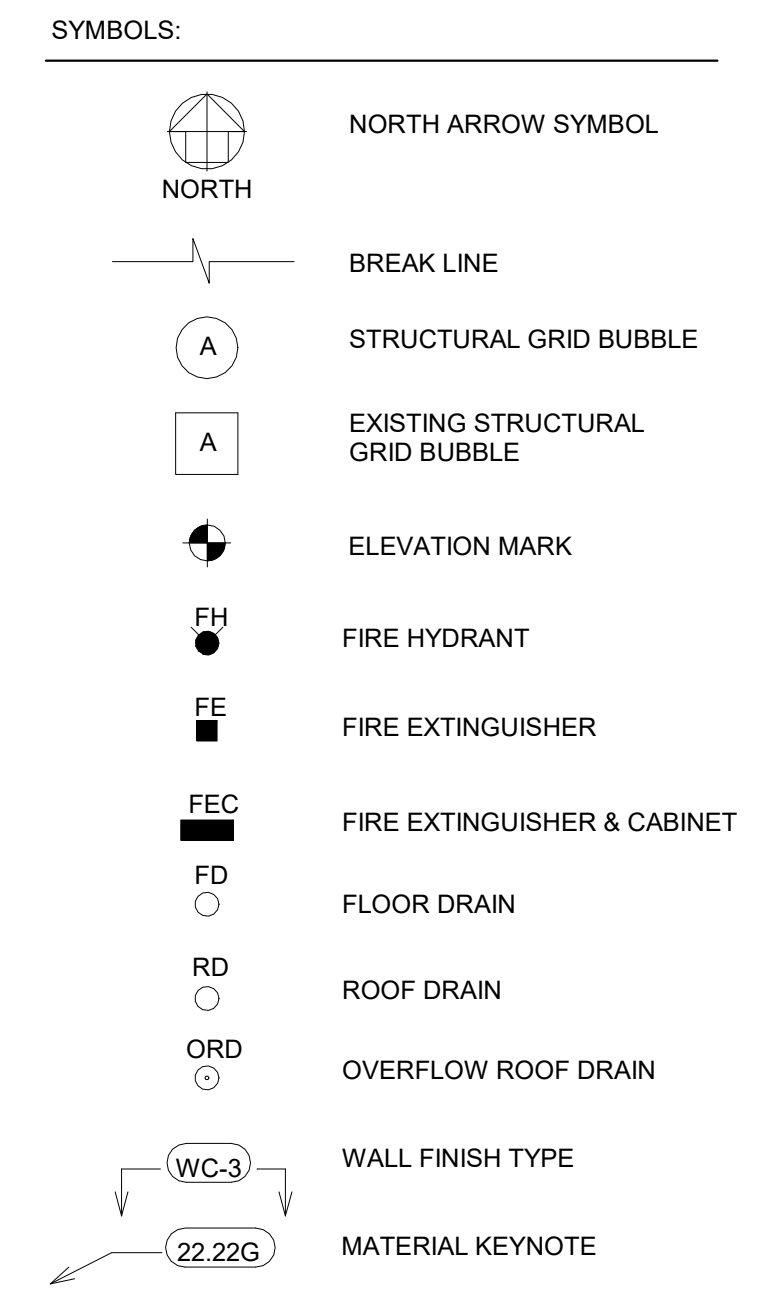 SYMBOLS:
NORTH ARROW SYMBOL
NORTH
BREAK LINE
A
STRUCTURAL GRID BUBBLE
A
EXISTING STRUCTURAL
GRID BUBBLE
ELEVATION MARK
FH
FIRE HYDRANT
FE
FIRE EXTINGUISHER
FEC
FIRE EXTINGUISHER & CABINET
FD
FLOOR DRAIN
RD
ROOF DRAIN
ORD
OVERFLOW ROOF DRAIN
WC-3
WALL FINISH TYPE
22.22G
MATERIAL KEYNOTE